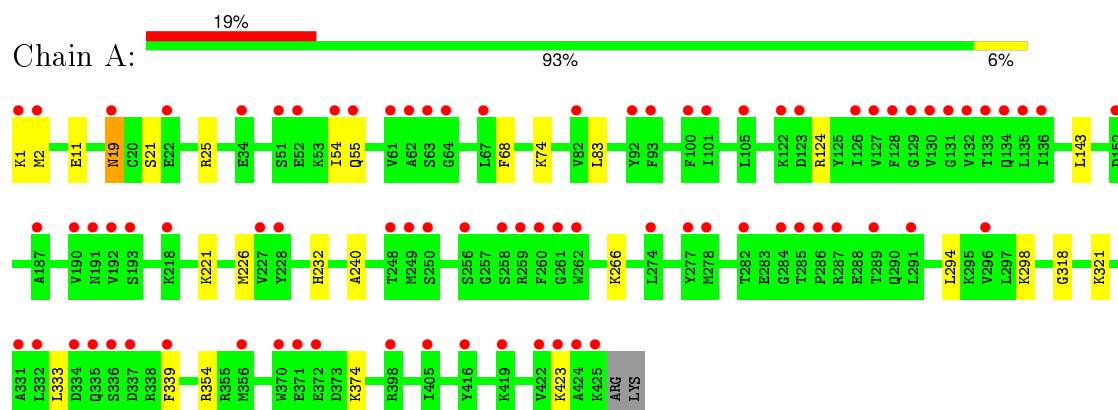 19%
Chain A:
93% 6%
K1 M2 E11 N19 C20 S21 E22 R25 E34 S51 E52 K53 I54 Q55 V61 A62 S63 G64 L67 F68 K74 V82 L83 Y92 F93 F100 I101 L105 K122 D123 R124 Y125 I126 V127 F128 G129 V130 G131 V132 T133 Q134 L135 I136 L143 D152
A187 V190 N191 V192 S193 K218 K221 M226 V227 Y228 H232 A240 T248 M249 S250 S256 G257 S258 R259 F260 G261 W262 K266 L274 Y277 M278 T282 E283 G284 T285 P286 R287 E288 T289 Q290 L291 L294 K295 V296 L297 K298 G318 K321
A331 L332 L333 D334 Q335 S336 D337 R338 F339 R354 R355 M356 W370 E371 E372 D373 K374 R398 I405 Y416 K419 V422 K423 A424 K425 ARG LYS